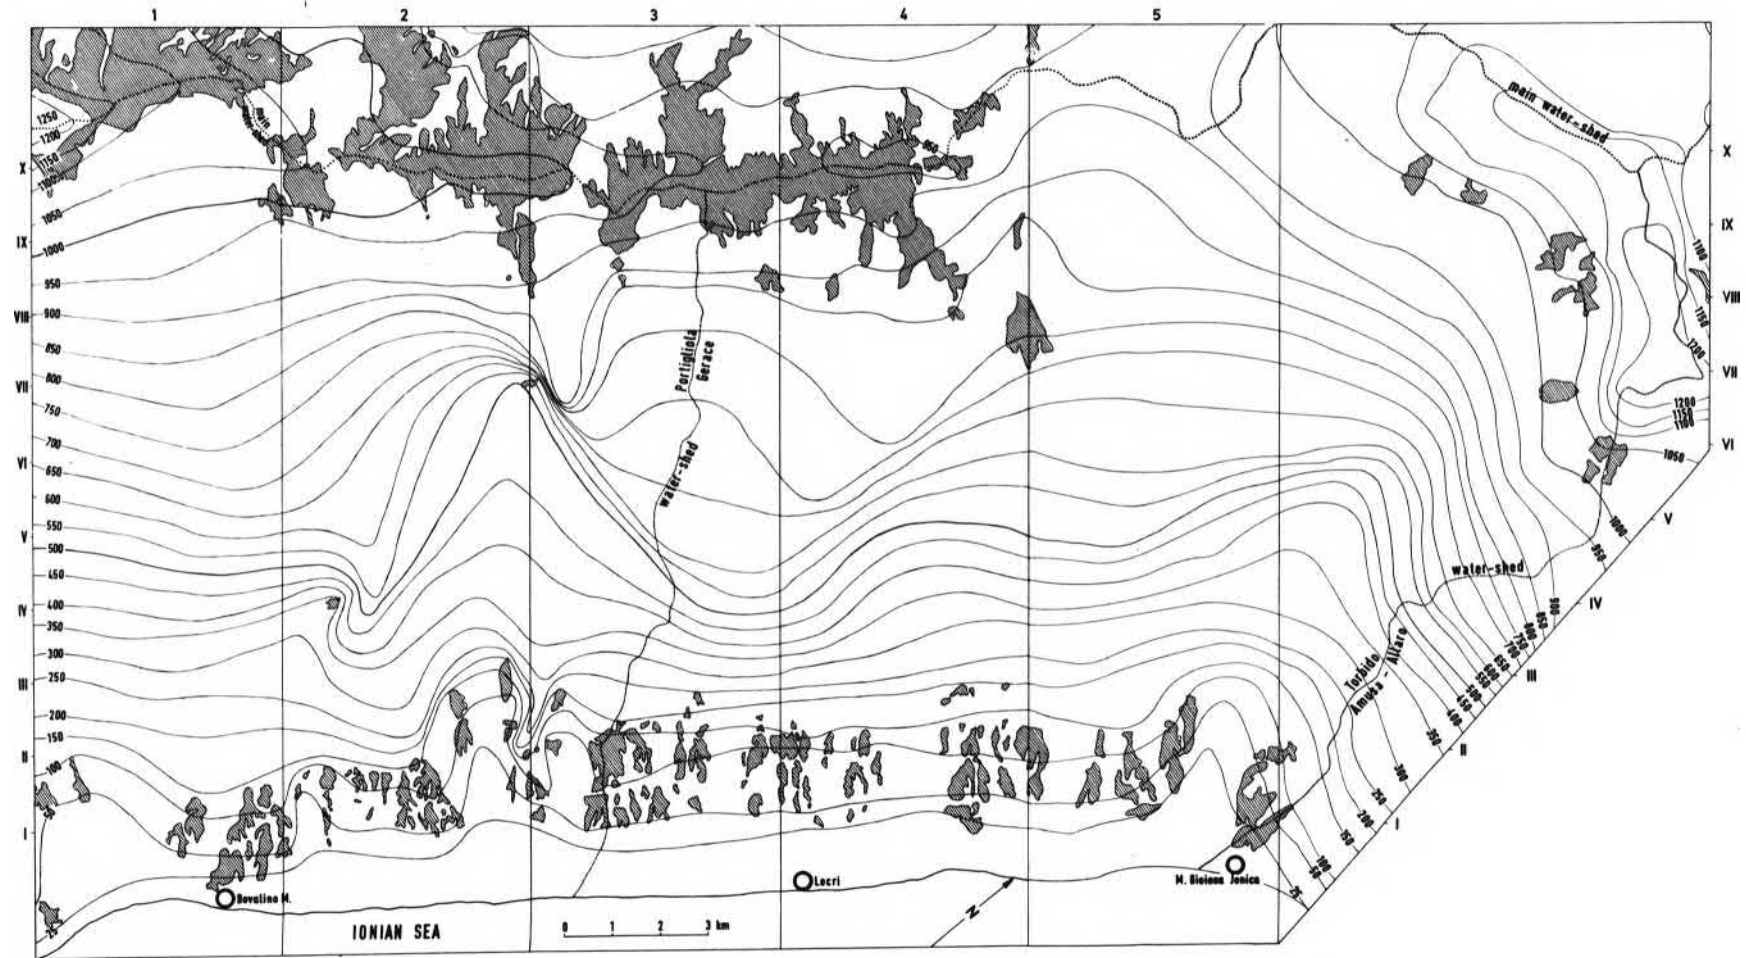 1 2 3 4 5
1250
1200
1150
1100
X
1050
IX
1000
950
VIII
900
850
VII
800
750
700
VI
650
600
550
V
500
450
IV
400
350
300
III
250
200
150
II
100
50
I
25
main
950
Portigliola
Gerace
water-shed
main water-shed
X
IX
1100
VIII
1150
1200
VII
1200
1150
1100
VI
1050
V
1000
950
water-shed
IV
900
850
800
750
700
III
650
600
550
500
450
400
350
II
300
250
I
200
150
100
50
25
Torbido
Amusa - Allaro
Bovalino M.
Locri
M. Gioiosa Jonica
IONIAN SEA
0 1 2 3 km
N